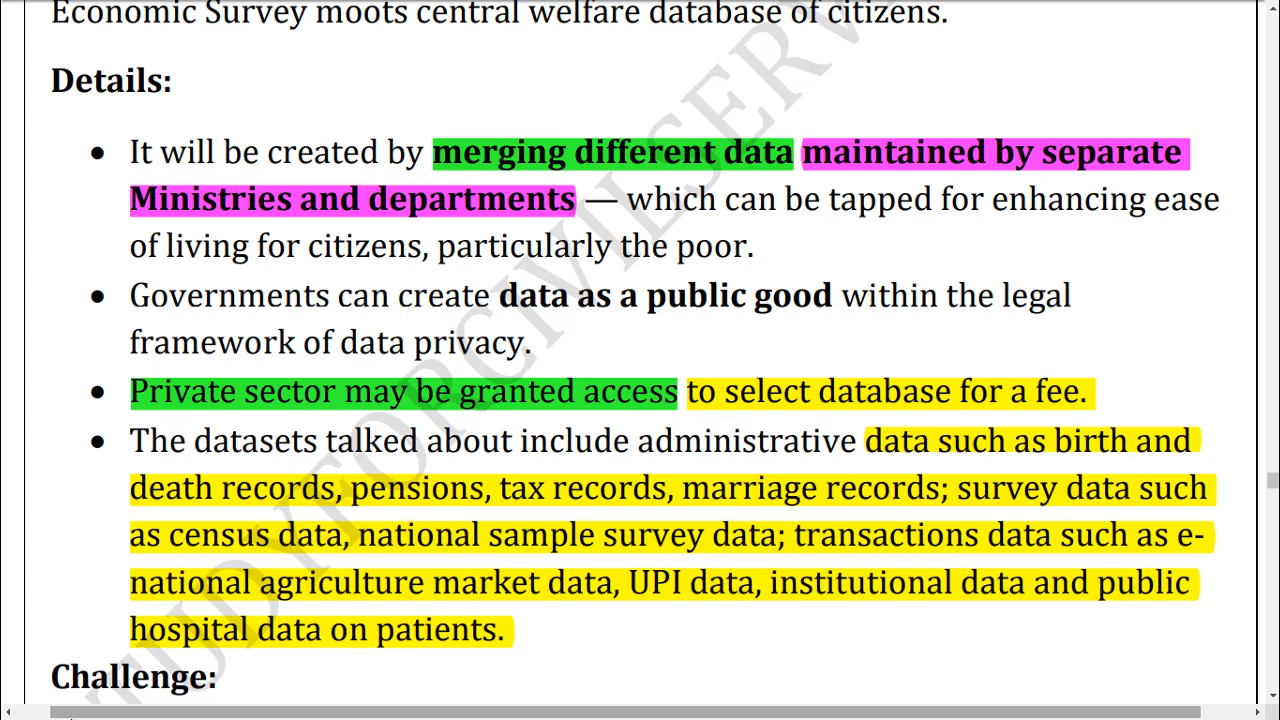 Economic Survey moots central welfare database of citizens.
Details:
• It will be created by merging different data maintained by separate
Ministries and departments — which can be tapped for enhancing ease
of living for citizens, particularly the poor.
• Governments can create data as a public good within the legal
framework of data privacy.
• Private sector may be granted access to select database for a fee.
• The datasets talked about include administrative data such as birth and
death records, pensions, tax records, marriage records; survey data such
as census data, national sample survey data; transactions data such as e-
national agriculture market data, UPI data, institutional data and public
hospital data on patients.
Challenge: